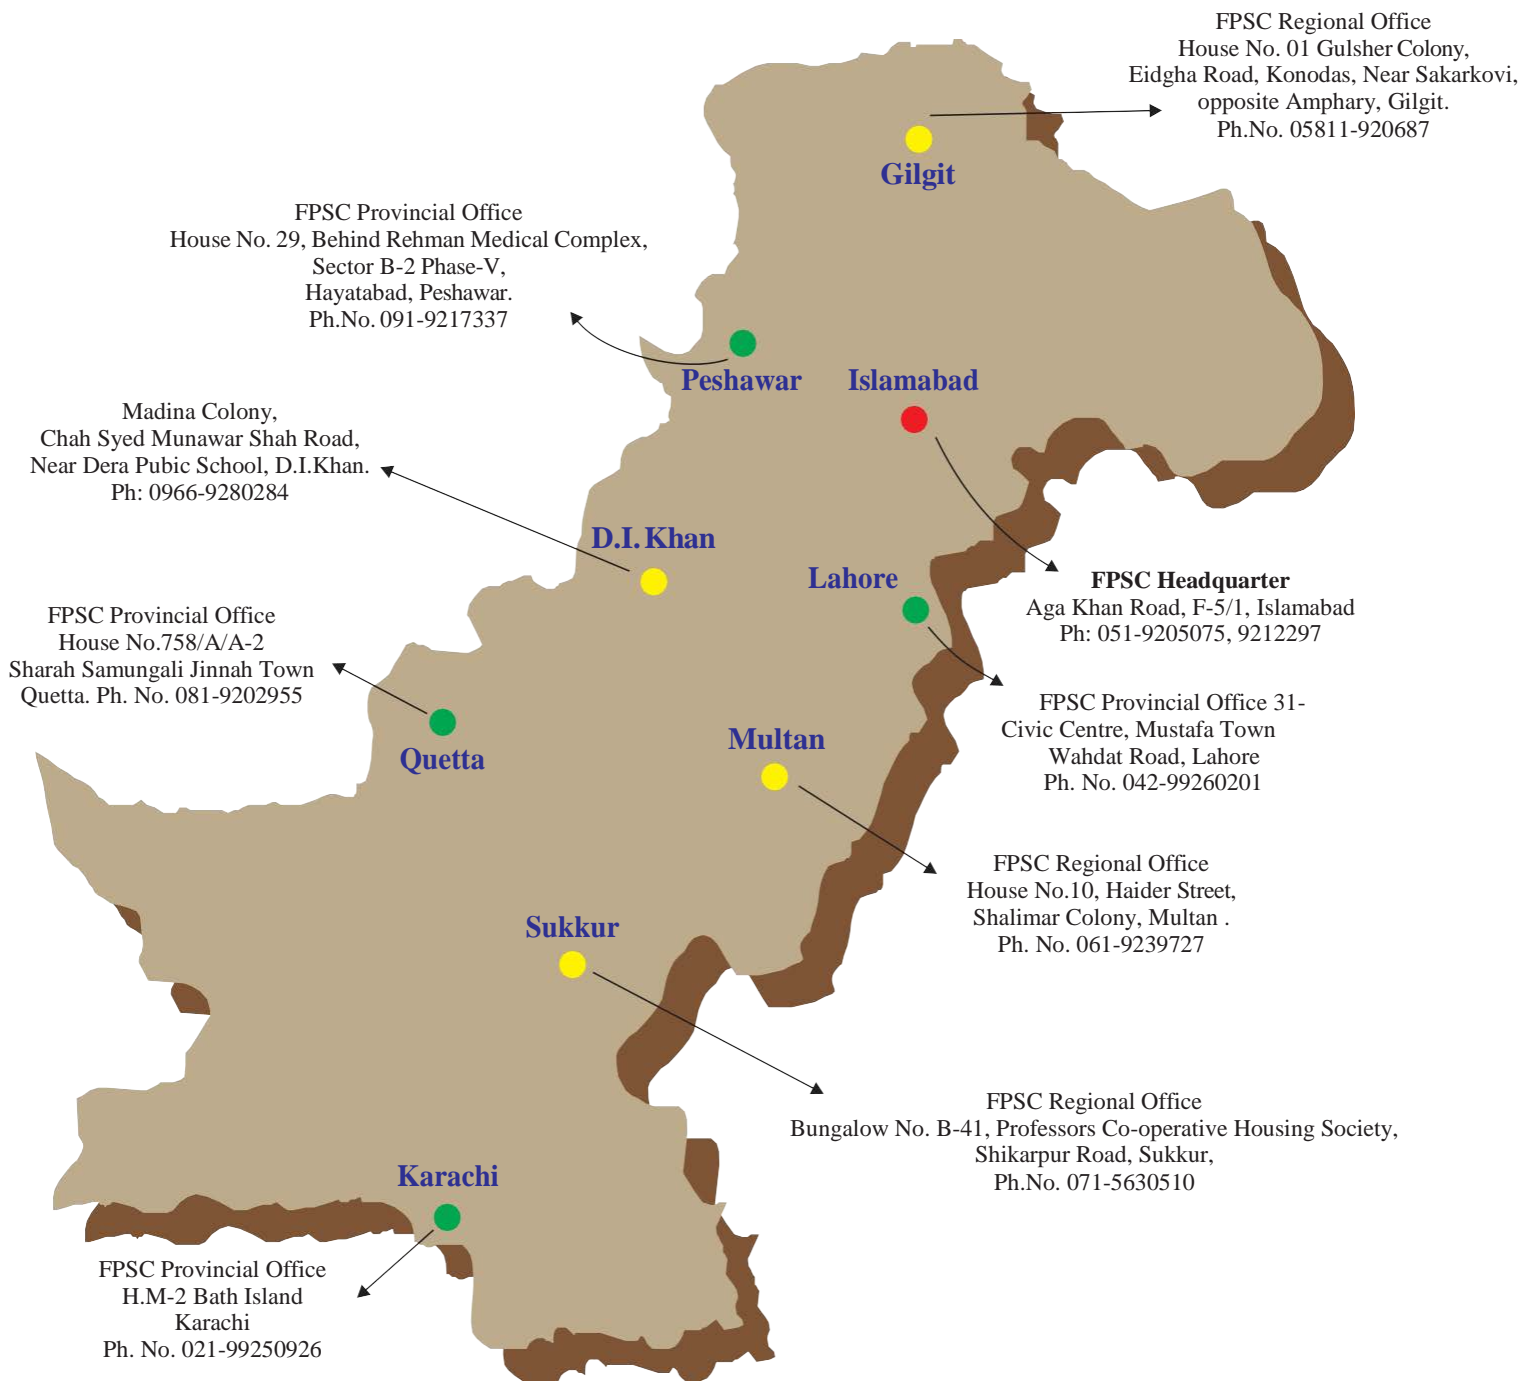 FPSC Regional Office
House No. 01 Gulsher Colony,
Eidgha Road, Konodas, Near Sakarkovi,
opposite Amphary, Gilgit.
Ph.No. 05811-920687
Gilgit
FPSC Provincial Office
House No. 29, Behind Rehman Medical Complex,
Sector B-2 Phase-V,
Hayatabad, Peshawar.
Ph.No. 091-9217337
Peshawar
Islamabad
Madina Colony,
Chah Syed Munawar Shah Road,
Near Dera Pubic School, D.I.Khan.
Ph: 0966-9280284
D.I. Khan
Lahore
FPSC Headquarter
Aga Khan Road, F-5/1, Islamabad
Ph: 051-9205075, 9212297
FPSC Provincial Office
House No.758/A/A-2
Sharah Samungali Jinnah Town
Quetta. Ph. No. 081-9202955
Quetta
FPSC Provincial Office 31-
Civic Centre, Mustafa Town
Wahdat Road, Lahore
Ph. No. 042-99260201
Multan
FPSC Regional Office
House No.10, Haider Street,
Shalimar Colony, Multan .
Ph. No. 061-9239727
Sukkur
FPSC Regional Office
Bungalow No. B-41, Professors Co-operative Housing Society,
Shikarpur Road, Sukkur,
Ph.No. 071-5630510
Karachi
FPSC Provincial Office
H.M-2 Bath Island
Karachi
Ph. No. 021-99250926